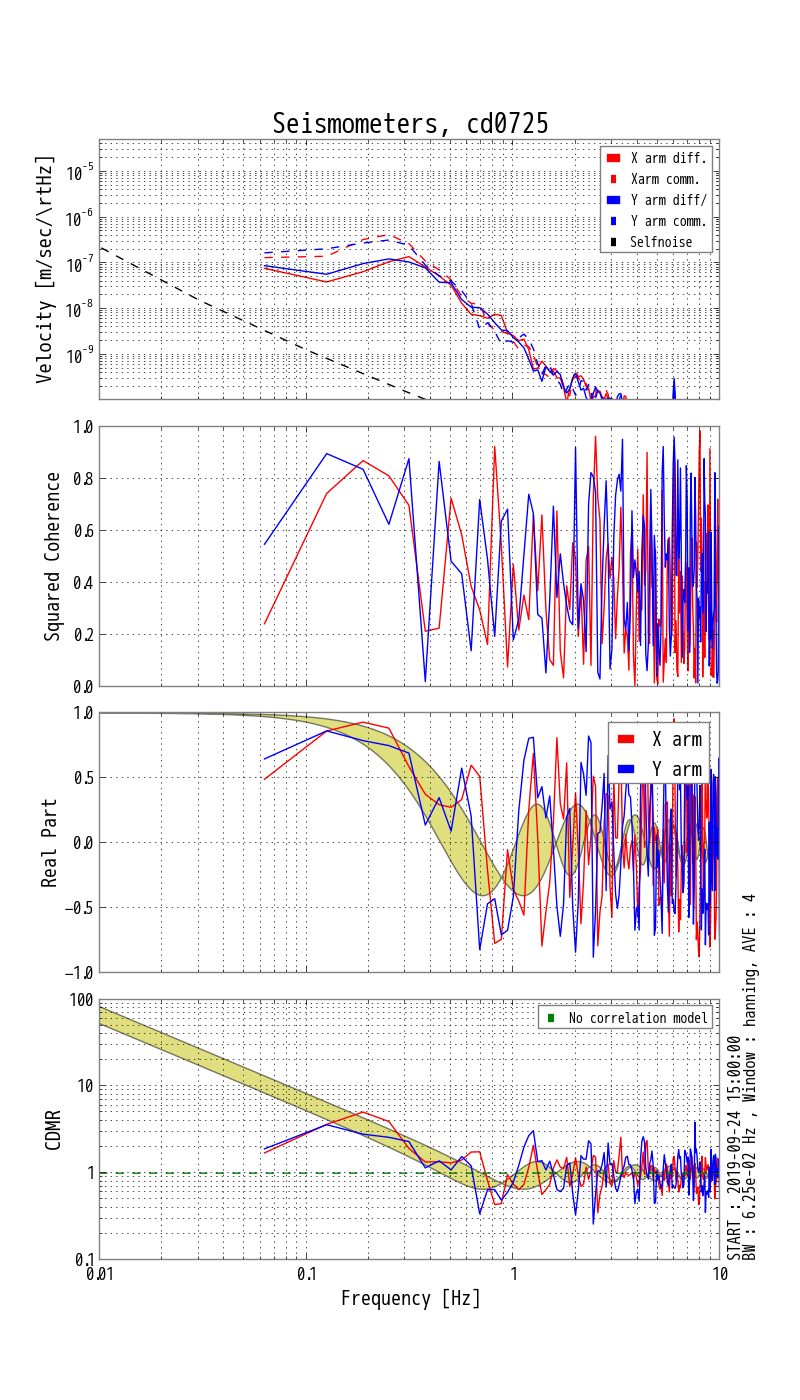 Seismometers, cd0725
Velocity [m/sec/\rtHz]
10^-5
10^-6
10^-7
10^-8
10^-9
X arm diff.
Xarm comm.
Y arm diff/
Y arm comm.
Selfnoise
Squared Coherence
1.0
0.8
0.6
0.4
0.2
0.0
Real Part
1.0
0.5
0.0
−0.5
−1.0
X arm
Y arm
CDMR
100
10
1
0.1
No correlation model
0.01
0.1
1
10
Frequency [Hz]
START : 2019-09-24 15:00:00
BW : 6.25e-02 Hz , Window : hanning, AVE : 4